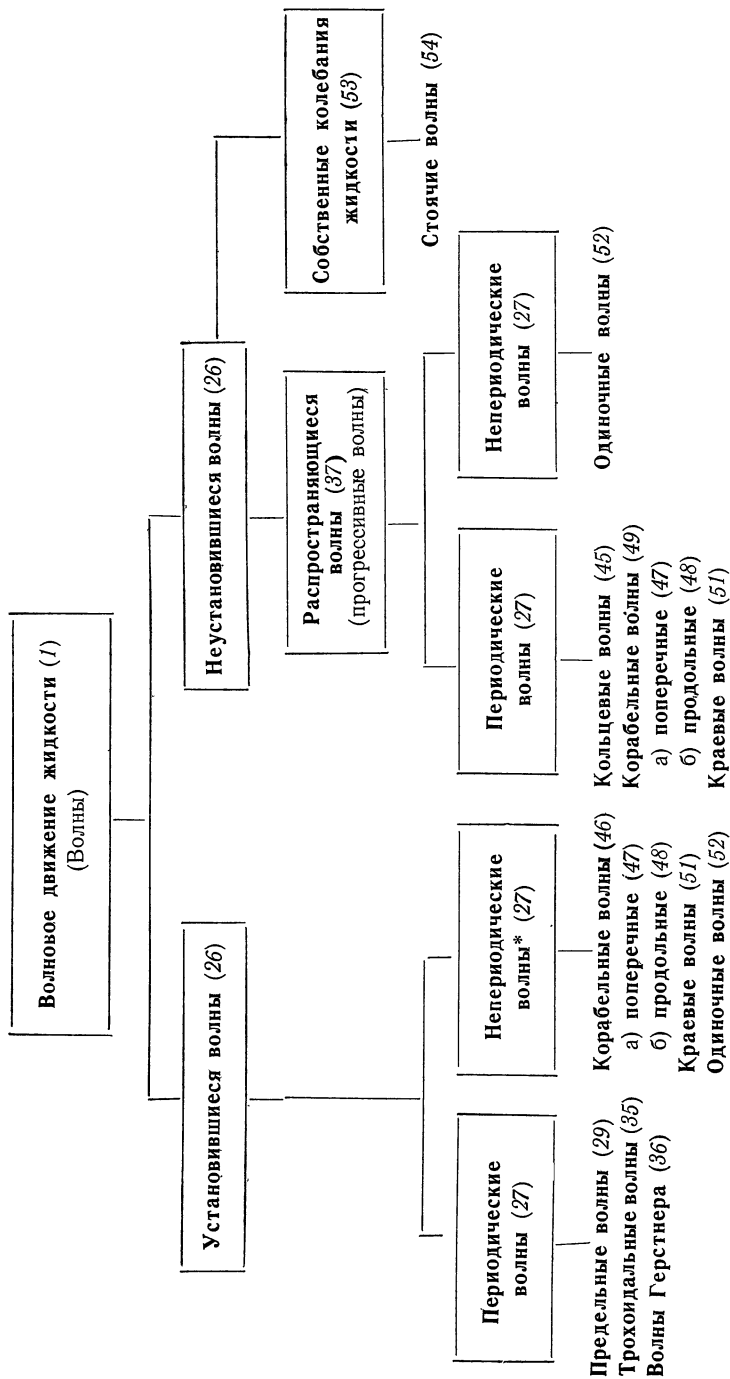 Волновое движение жидкости (1)
(Волны)
Установившиеся волны (26)
Неустановившиеся волны (26)
Распространяющиеся
волны (37)
(прогрессивные волны)
Собственные колебания
жидкости (53)
Стоячие волны (54)
Периодические
волны (27)
Непериодические
волны* (27)
Периодические
волны (27)
Непериодические
волны (27)
Предельные волны (29)
Трохоидальные волны (35)
Волны Герстнера (36)
Корабельные волны (46)
а) поперечные (47)
б) продольные (48)
Краевые волны (51)
Одиночные волны (52)
Кольцевые волны (45)
Корабельные волны (49)
а) поперечные (47)
б) продольные (48)
Краевые волны (51)
Одиночные волны (52)